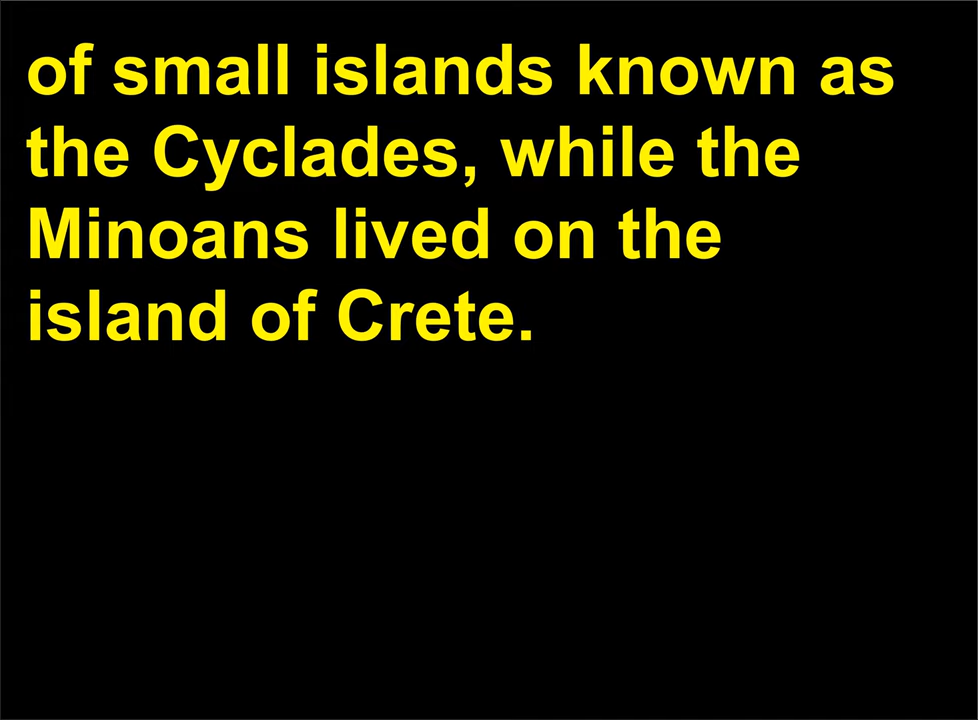 of small islands known as
the Cyclades, while the
Minoans lived on the
island of Crete.